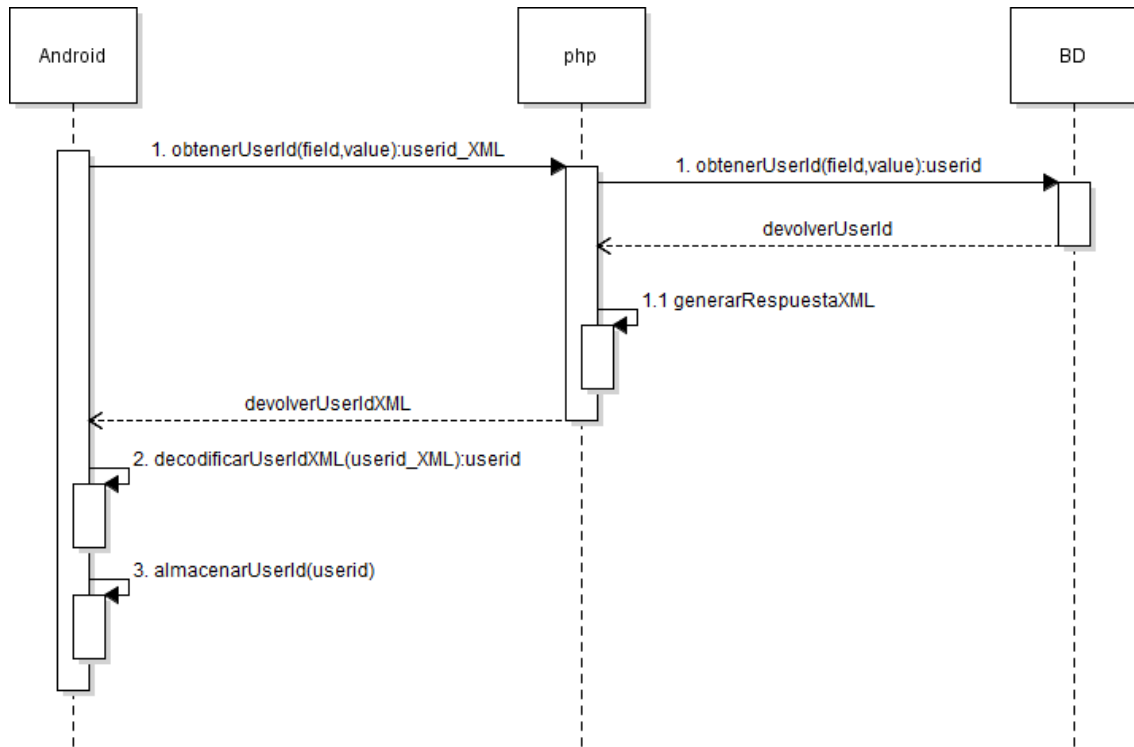 Android
php
BD
1. obtenerUserId(field,value):userid_XML
1. obtenerUserId(field,value):userid
devolverUserId
1.1 generarRespuestaXML
devolverUserIdXML
2. decodificarUserIdXML(userid_XML):userid
3. almacenarUserId(userid)